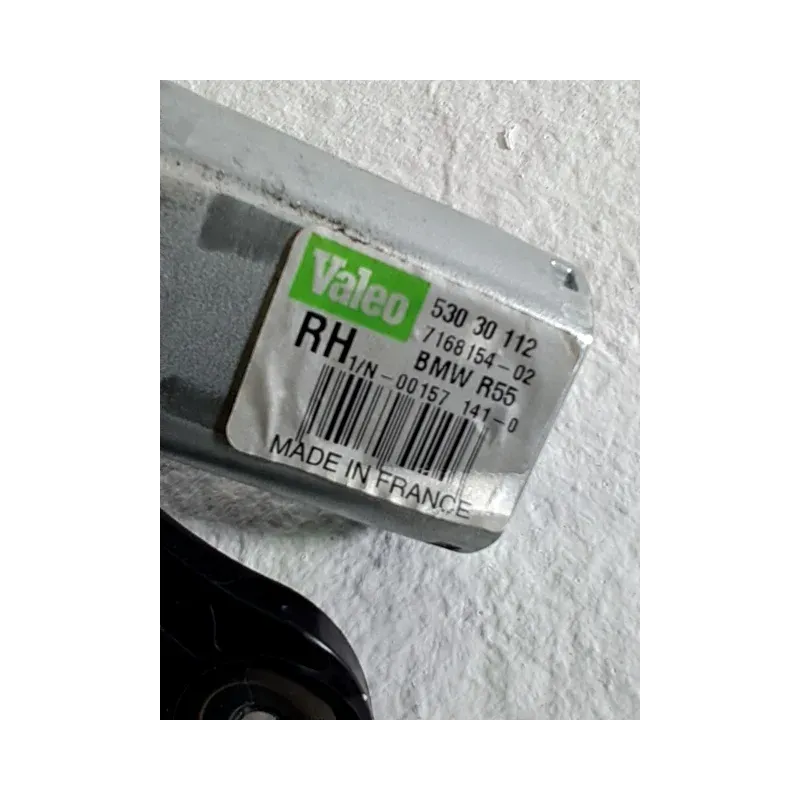 Valeo
530 30 112
7168154-02
RH
BMW R55
1/N-00157 141-0
MADE IN FRANCE